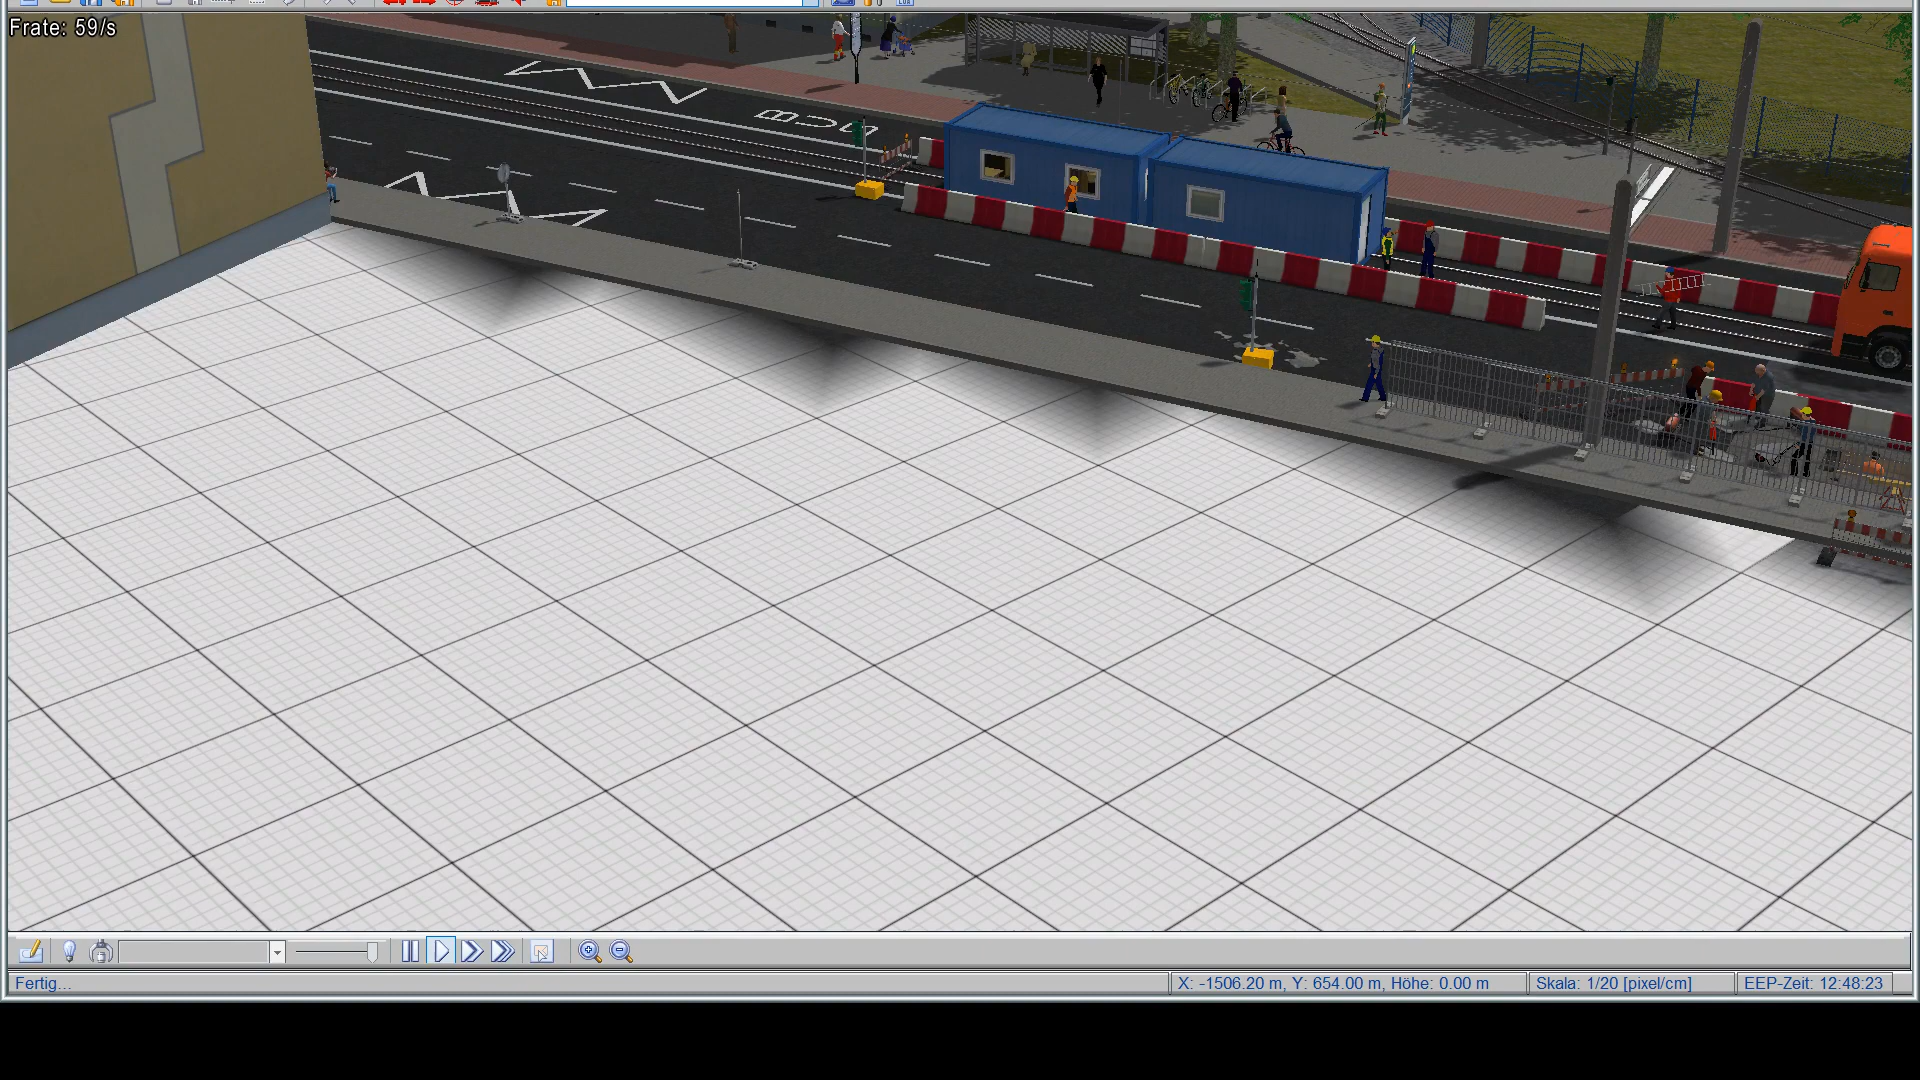 Frate: 59/s
BUS
Fertig...
X: -1506.20 m, Y: 654.00 m, Höhe: 0.00 m
Skala: 1/20 [pixel/cm]
EEP-Zeit: 12:48:23